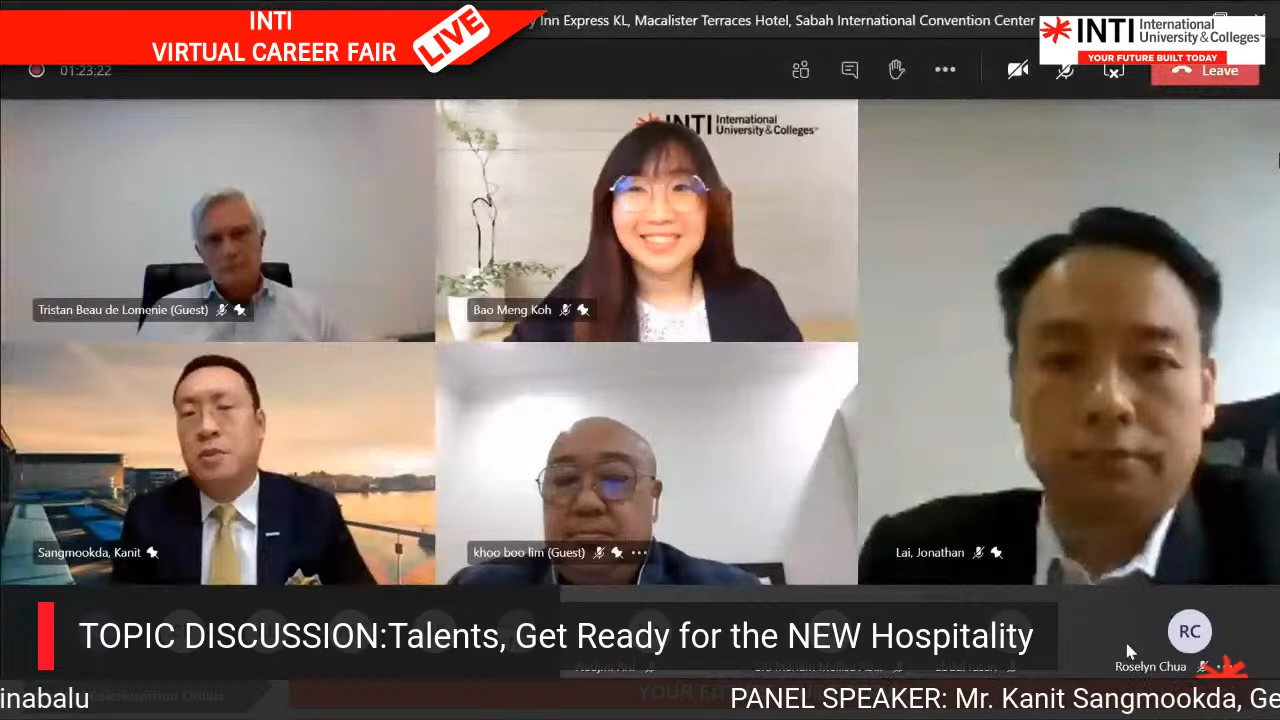 INTI
VIRTUAL CAREER FAIR
LIVE
Inn Express KL, Macalister Terraces Hotel, Sabah International Convention Center
INTI International
University & Colleges
YOUR FUTURE BUILT TODAY
01:23:22
Leave
INTI International
University & Colleges
Tristan Beau de Lomenie (Guest)
Bao Meng Koh
Sangmookda, Kanit
khoo boo lim (Guest)
Lai, Jonathan
TOPIC DISCUSSION:Talents, Get Ready for the NEW Hospitality
RC
Roselyn Chua
inabalu
PANEL SPEAKER: Mr. Kanit Sangmookda, Ge